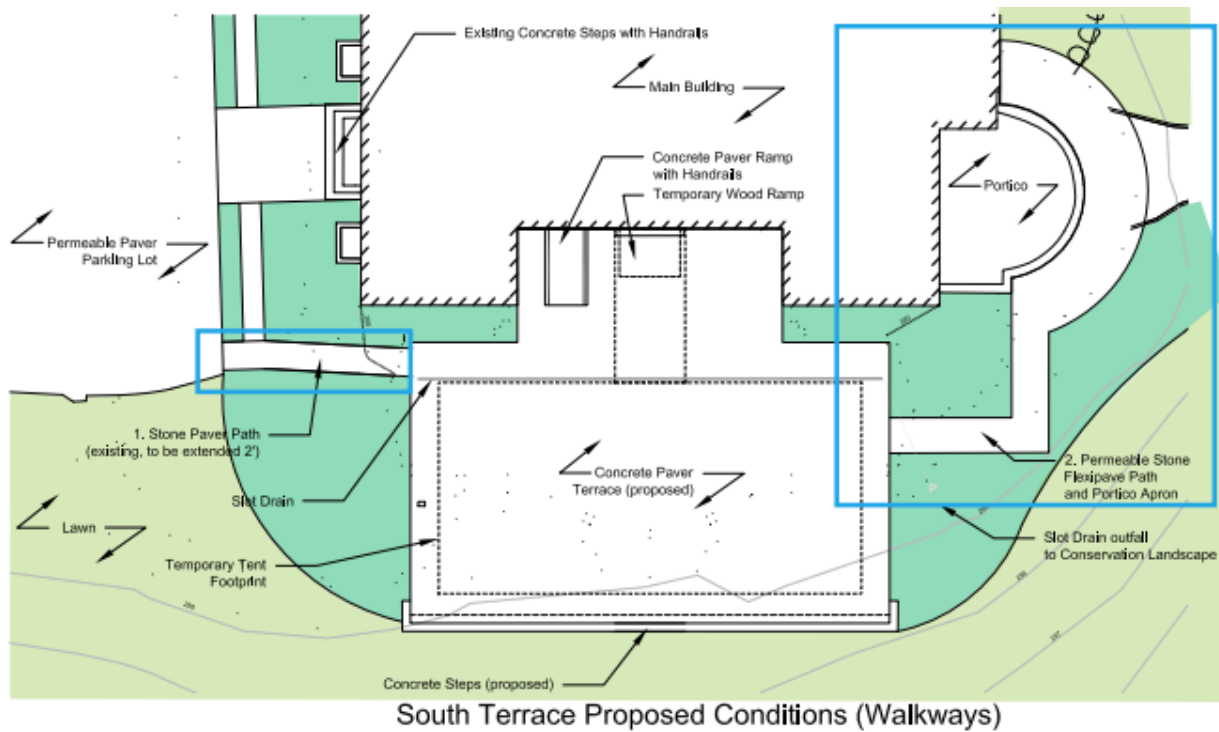 Existing Concrete Steps with Handrails
Main Building
Concrete Paver Ramp
with Handrails
Temporary Wood Ramp
Portico
Permeable Paver
Parking Lot
1. Stone Paver Path
(existing, to be extended 2')
Slot Drain
Concrete Paver
Terrace (proposed)
2. Permeable Stone
Flexipave Path
and Portico Apron
Lawn
Temporary Tent
Footprint
Slot Drain outfall
to Conservation Landscape
Concrete Steps (proposed)
South Terrace Proposed Conditions (Walkways)